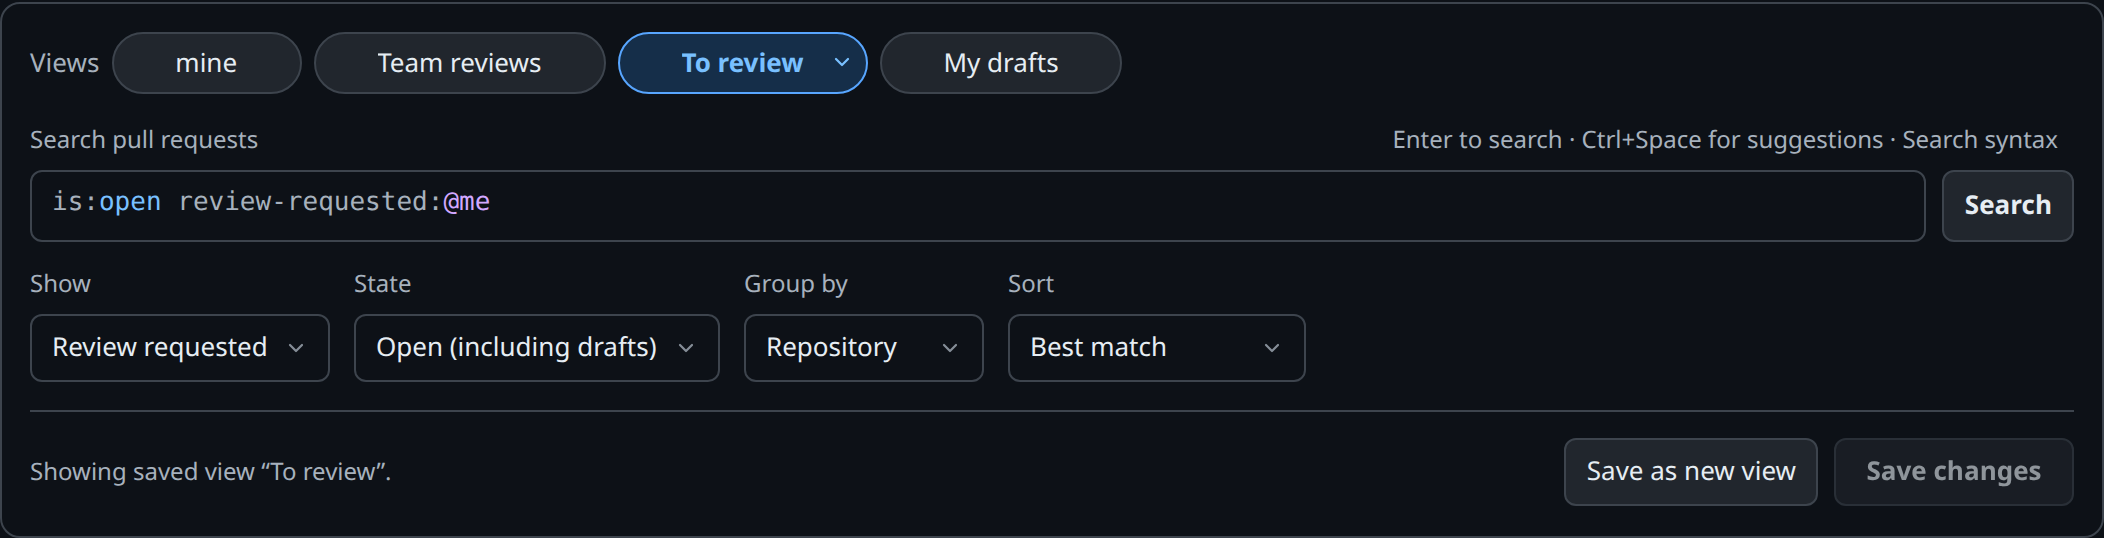 Views mine Team reviews To review My drafts
Search pull requests Enter to search · Ctrl+Space for suggestions · Search syntax
is:open review-requested:@me Search
Show State Group by Sort
Review requested Open (including drafts) Repository Best match
Showing saved view “To review”. Save as new view Save changes